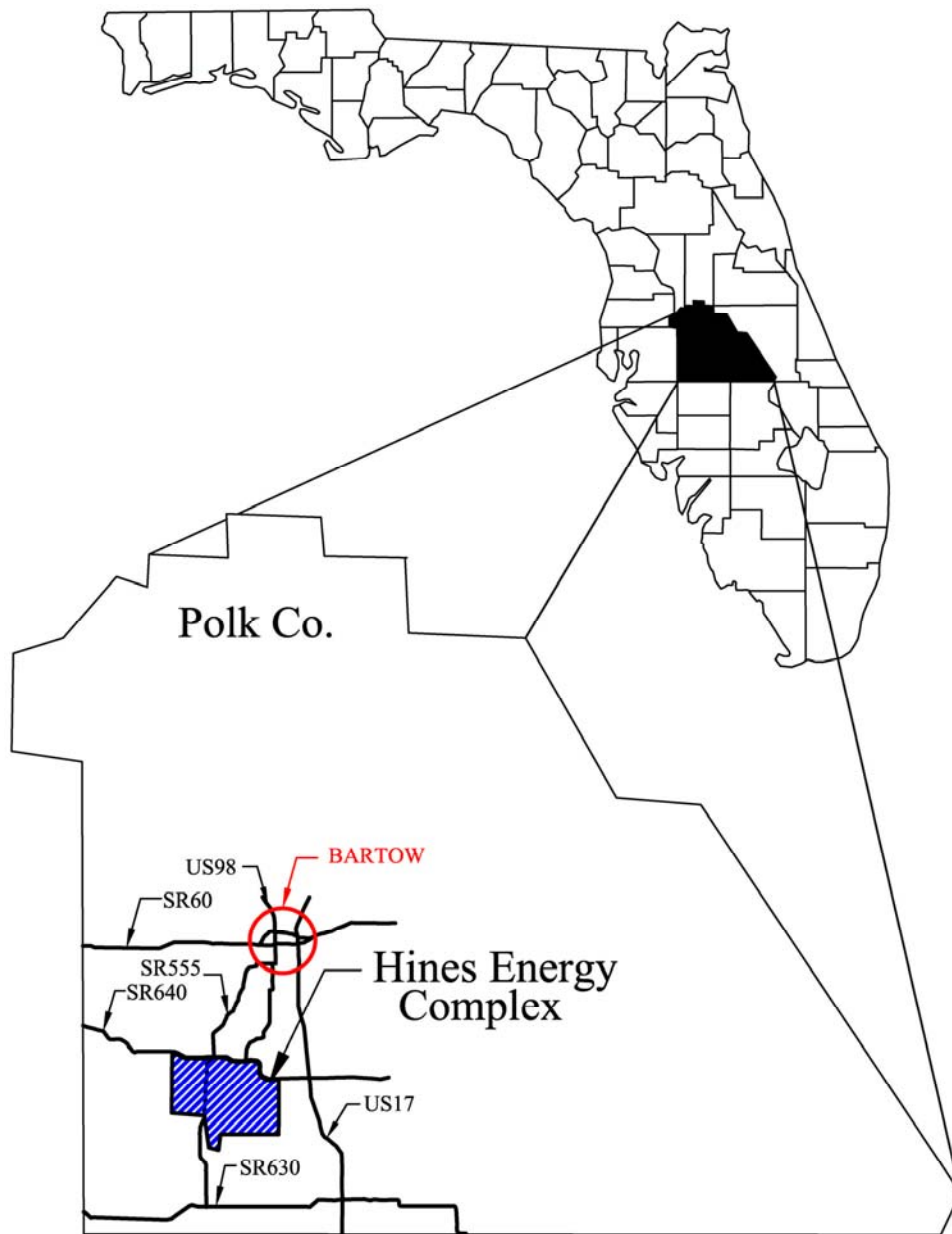 Polk Co.
BARTOW
US98
SR60
SR555
SR640
Hines Energy
Complex
US17
SR630